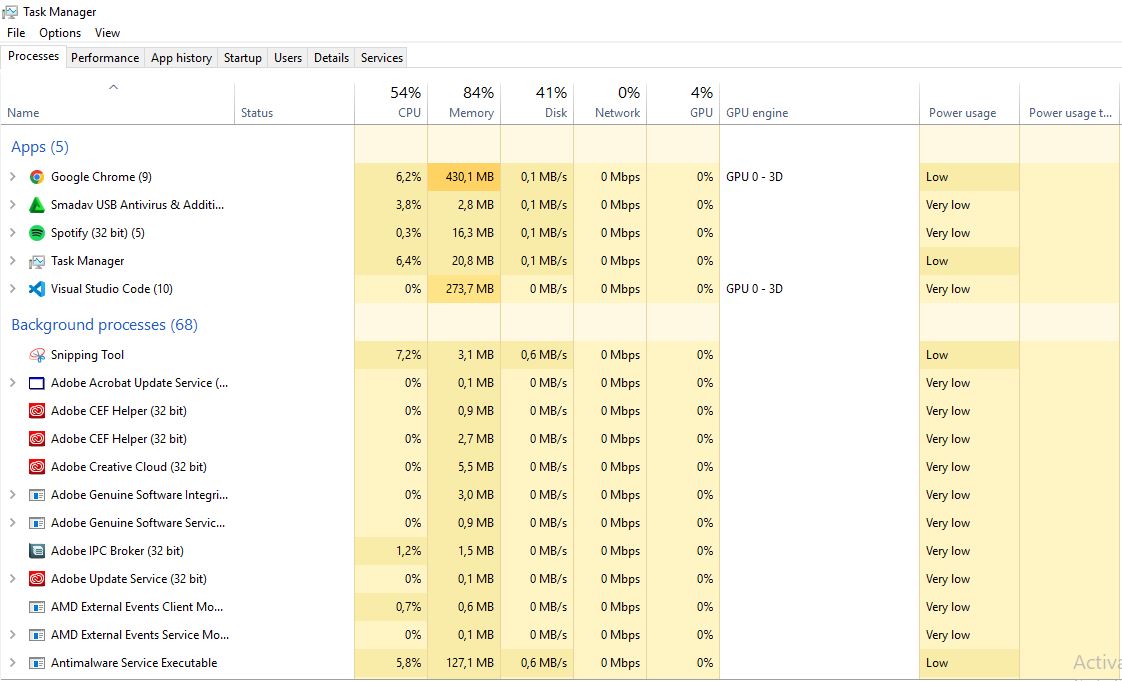 Task Manager
File Options View
Processes Performance App history Startup Users Details Services
54% 84% 41% 0% 4%
Name Status CPU Memory Disk Network GPU GPU engine Power usage Power usage t...
Apps (5)
Google Chrome (9) 6,2% 430,1 MB 0,1 MB/s 0 Mbps 0% GPU 0 - 3D Low
Smadav USB Antivirus & Additi... 3,8% 2,8 MB 0,1 MB/s 0 Mbps 0% Very low
Spotify (32 bit) (5) 0,3% 16,3 MB 0,1 MB/s 0 Mbps 0% Very low
Task Manager 6,4% 20,8 MB 0,1 MB/s 0 Mbps 0% Low
Visual Studio Code (10) 0% 273,7 MB 0 MB/s 0 Mbps 0% GPU 0 - 3D Very low
Background processes (68)
Snipping Tool 7,2% 3,1 MB 0,6 MB/s 0 Mbps 0% Low
Adobe Acrobat Update Service (... 0% 0,1 MB 0 MB/s 0 Mbps 0% Very low
Adobe CEF Helper (32 bit) 0% 0,9 MB 0 MB/s 0 Mbps 0% Very low
Adobe CEF Helper (32 bit) 0% 2,7 MB 0 MB/s 0 Mbps 0% Very low
Adobe Creative Cloud (32 bit) 0% 5,5 MB 0 MB/s 0 Mbps 0% Very low
Adobe Genuine Software Integri... 0% 3,0 MB 0 MB/s 0 Mbps 0% Very low
Adobe Genuine Software Servic... 0% 0,9 MB 0 MB/s 0 Mbps 0% Very low
Adobe IPC Broker (32 bit) 1,2% 1,5 MB 0 MB/s 0 Mbps 0% Very low
Adobe Update Service (32 bit) 0% 0,1 MB 0 MB/s 0 Mbps 0% Very low
AMD External Events Client Mo... 0,7% 0,6 MB 0 MB/s 0 Mbps 0% Very low
AMD External Events Service Mo... 0% 0,1 MB 0 MB/s 0 Mbps 0% Very low
Antimalware Service Executable 5,8% 127,1 MB 0,6 MB/s 0 Mbps 0% Low
Activa